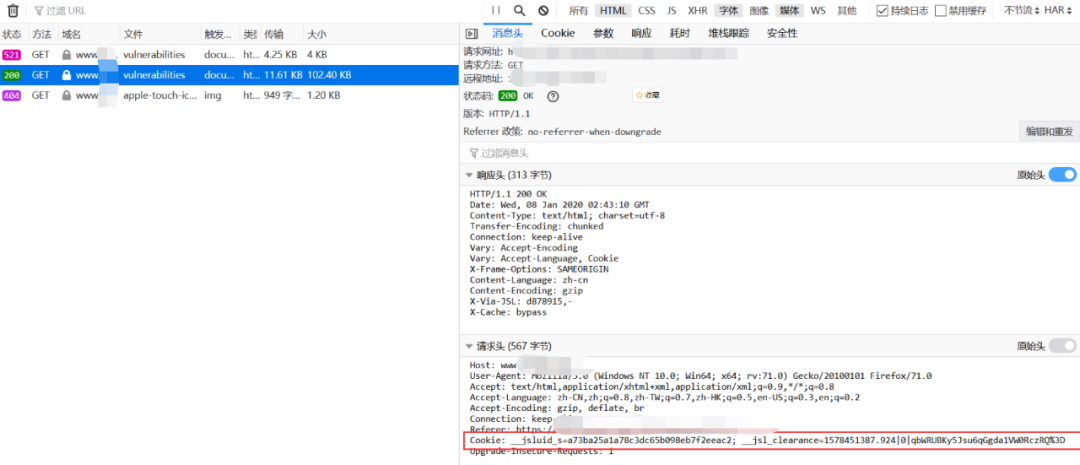 过滤 URL
所有 HTML CSS JS XHR 字体 图像 媒体 WS 其他 持续日志 禁用缓存 不节流 HAR
状态 方法 域名 文件 触发... 类型 传输 大小
521 GET www. vulnerabilities docu... ht... 4.25 KB 4 KB
200 GET www. vulnerabilities docu... ht... 11.61 KB 102.40 KB
404 GET www. apple-touch-ic... img ht... 949 字... 1.20 KB
消息头 Cookie 参数 响应 耗时 堆栈跟踪 安全性
请求网址: h
请求方法: GET
远程地址:
状态码: 200 OK ? 收藏
版本: HTTP/1.1
Referrer 政策: no-referrer-when-downgrade 编辑和重发
过滤消息头
响应头 (313 字节) 原始头
HTTP/1.1 200 OK
Date: Wed, 08 Jan 2020 02:43:10 GMT
Content-Type: text/html; charset=utf-8
Transfer-Encoding: chunked
Connection: keep-alive
Vary: Accept-Encoding
Vary: Accept-Language, Cookie
X-Frame-Options: SAMEORIGIN
Content-Language: zh-cn
Content-Encoding: gzip
X-Via-JSL: d878915,-
X-Cache: bypass
请求头 (567 字节) 原始头
Host: www
User-Agent: Mozilla/5.0 (Windows NT 10.0; Win64; x64; rv:71.0) Gecko/20100101 Firefox/71.0
Accept: text/html,application/xhtml+xml,application/xml;q=0.9,*/*;q=0.8
Accept-Language: zh-CN,zh;q=0.8,zh-TW;q=0.7,zh-HK;q=0.5,en-US;q=0.3,en;q=0.2
Accept-Encoding: gzip, deflate, br
Connection: keep-alive
Referer: https:/
Cookie: __jsluid_s=a73ba25a1a78c3dc65b098eb7f2eeac2; __jsl_clearance=1578451387.924|0|qbWRUBKy5Jsu6qGgda1VW0RczRQ%3D
Upgrade-Insecure-Requests: 1